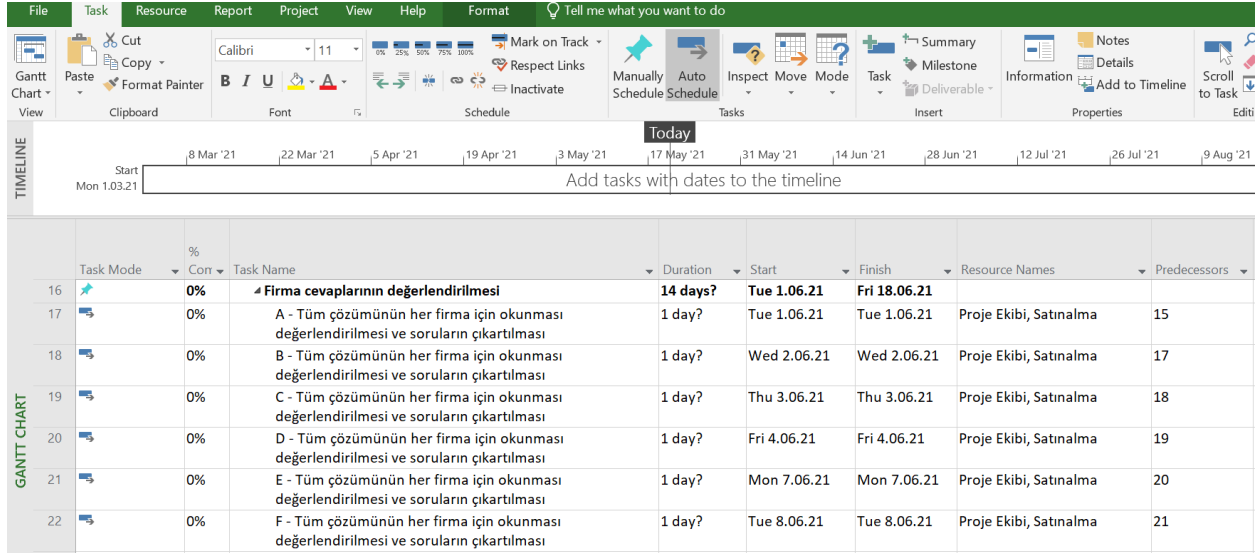 File Task Resource Report Project View Help Format Tell me what you want to do
Gantt Chart
View
Paste
Cut
Copy
Format Painter
Clipboard
Calibri 11
B I U A
Font
0% 25% 50% 75% 100%
Mark on Track
Respect Links
Inactivate
Schedule
Manually Schedule
Auto Schedule
Inspect Move Mode
Tasks
Task
Summary
Milestone
Deliverable
Insert
Information
Notes
Details
Add to Timeline
Properties
Scroll to Task
Editi
TIMELINE
Today
8 Mar '21 22 Mar '21 5 Apr '21 19 Apr '21 3 May '21 17 May '21 31 May '21 14 Jun '21 28 Jun '21 12 Jul '21 26 Jul '21 9 Aug '21
Start
Mon 1.03.21
Add tasks with dates to the timeline
GANTT CHART
%
Task Mode Com Task Name Duration Start Finish Resource Names Predecessors
16 0% Firma cevaplarının değerlendirilmesi 14 days? Tue 1.06.21 Fri 18.06.21
17 0% A - Tüm çözümünün her firma için okunması 1 day? Tue 1.06.21 Tue 1.06.21 Proje Ekibi, Satınalma 15
değerlendirilmesi ve soruların çıkartılması
18 0% B - Tüm çözümünün her firma için okunması 1 day? Wed 2.06.21 Wed 2.06.21 Proje Ekibi, Satınalma 17
değerlendirilmesi ve soruların çıkartılması
19 0% C - Tüm çözümünün her firma için okunması 1 day? Thu 3.06.21 Thu 3.06.21 Proje Ekibi, Satınalma 18
değerlendirilmesi ve soruların çıkartılması
20 0% D - Tüm çözümünün her firma için okunması 1 day? Fri 4.06.21 Fri 4.06.21 Proje Ekibi, Satınalma 19
değerlendirilmesi ve soruların çıkartılması
21 0% E - Tüm çözümünün her firma için okunması 1 day? Mon 7.06.21 Mon 7.06.21 Proje Ekibi, Satınalma 20
değerlendirilmesi ve soruların çıkartılması
22 0% F - Tüm çözümünün her firma için okunması 1 day? Tue 8.06.21 Tue 8.06.21 Proje Ekibi, Satınalma 21
değerlendirilmesi ve soruların çıkartılması